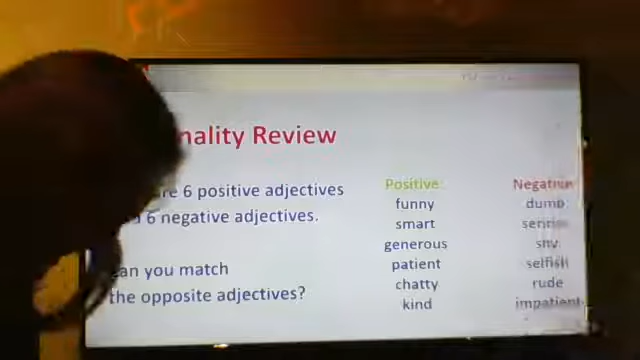 nality Review
re 6 positive adjectives
6 negative adjectives.
an you match
the opposite adjectives?
Positive
funny
smart
generous
patient
chatty
kind
Negative
dumb
serious
shy
selfish
rude
impatient